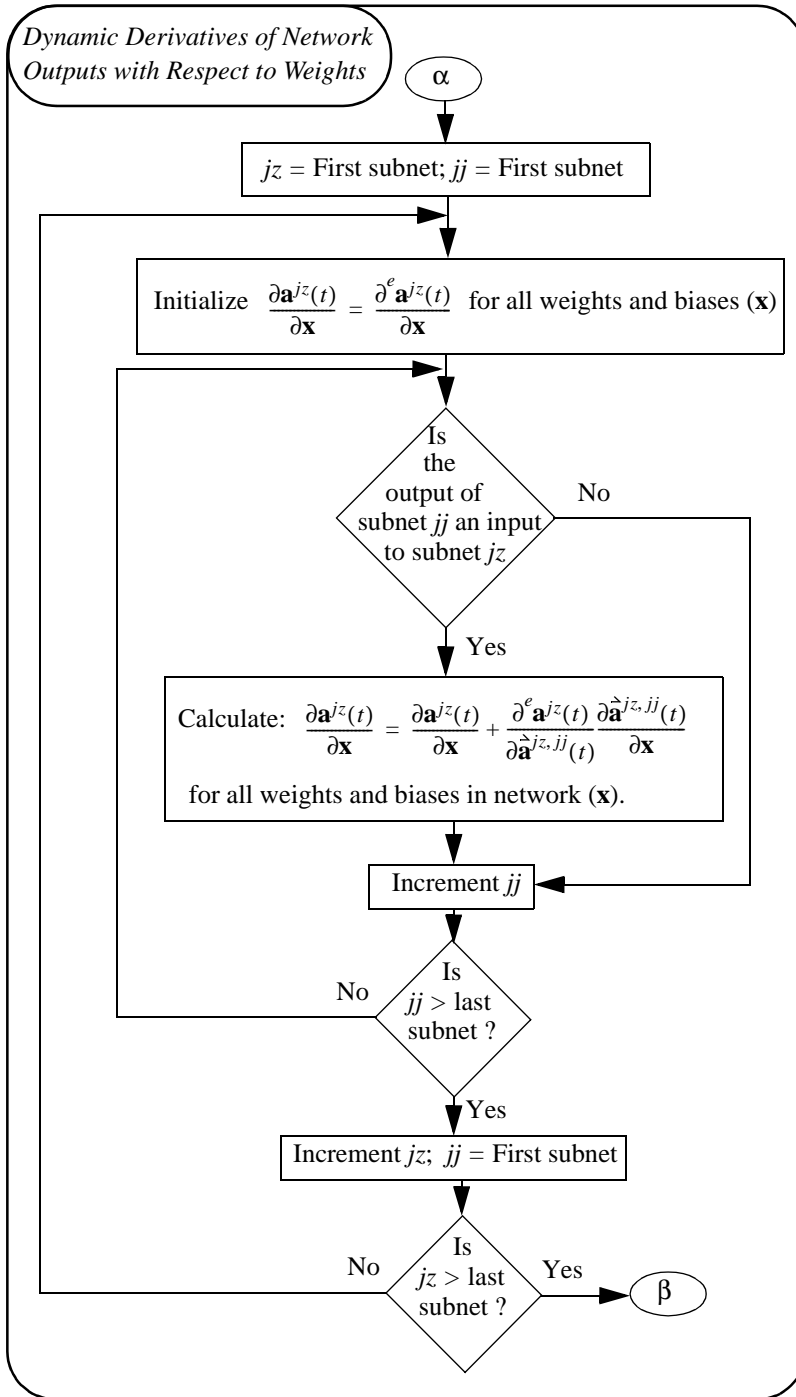 Dynamic Derivatives of Network
Outputs with Respect to Weights
α
jz = First subnet; jj = First subnet
Initialize ∂a^{jz}(t)/∂x = ∂^e a^{jz}(t)/∂x for all weights and biases (x)
Is
the
output of
subnet jj an input
to subnet jz
No
Yes
Calculate: ∂a^{jz}(t)/∂x = ∂a^{jz}(t)/∂x + ∂^e a^{jz}(t)/∂a⃗^{jz, jj}(t) ∂a⃗^{jz, jj}(t)/∂x
for all weights and biases in network (x).
Increment jj
Is
jj > last
subnet ?
No
Yes
Increment jz; jj = First subnet
Is
jz > last
subnet ?
No
Yes
β